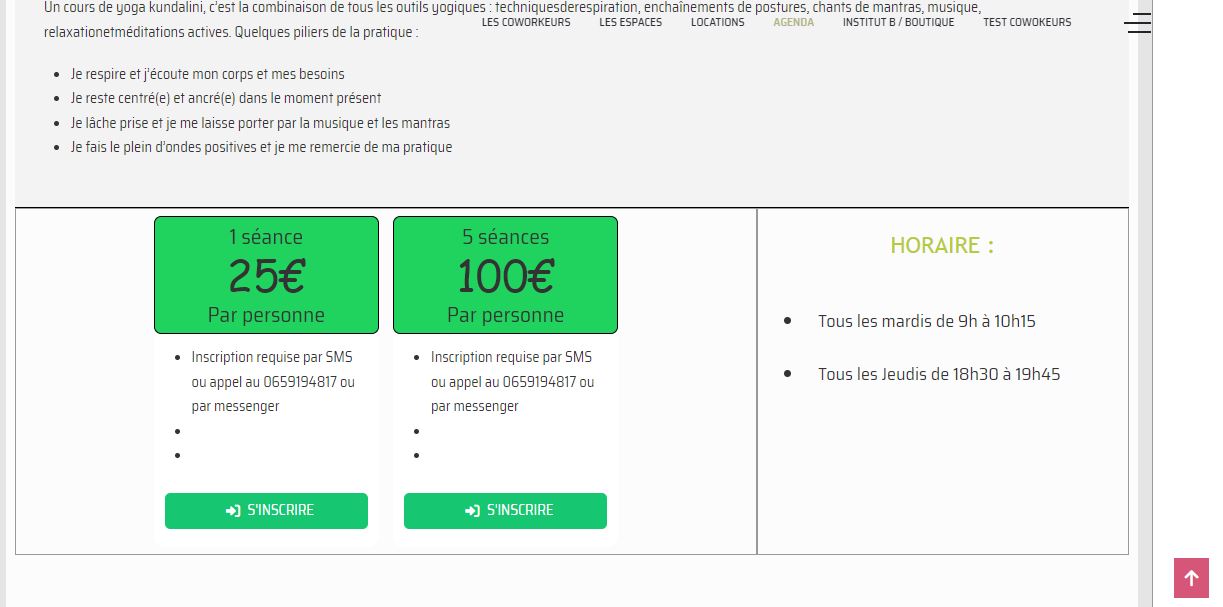 Un cours de yoga kundalini, c'est la combinaison de tous les outils yogiques : techniquesderespiration, enchaînements de postures, chants de mantras, musique,
LES COWORKEURS LES ESPACES LOCATIONS AGENDA INSTITUT B / BOUTIQUE TEST COWOKEURS
relaxationetméditations actives. Quelques piliers de la pratique :
Je respire et j'écoute mon corps et mes besoins
Je reste centré(e) et ancré(e) dans le moment présent
Je lâche prise et je me laisse porter par la musique et les mantras
Je fais le plein d'ondes positives et je me remercie de ma pratique
1 séance
25€
Par personne
Inscription requise par SMS
ou appel au 0659194817 ou
par messenger
S'INSCRIRE
5 séances
100€
Par personne
Inscription requise par SMS
ou appel au 0659194817 ou
par messenger
S'INSCRIRE
HORAIRE :
Tous les mardis de 9h à 10h15
Tous les Jeudis de 18h30 à 19h45